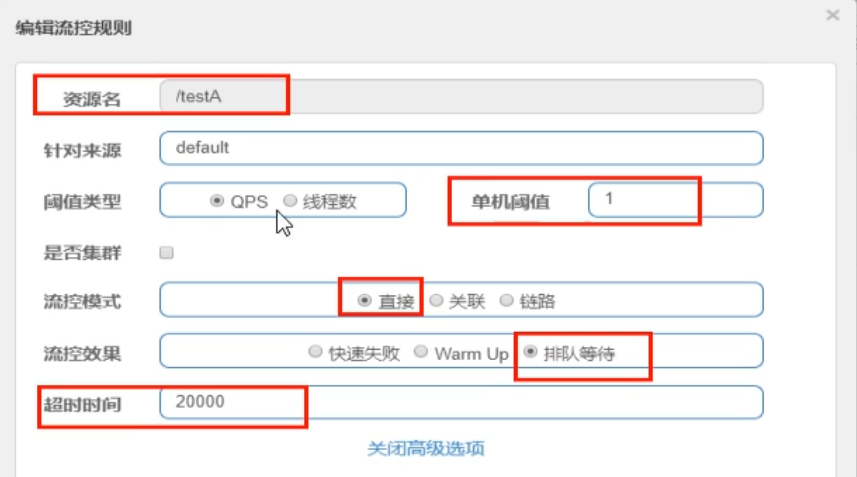 编辑流控规则 ×
资源名 /testA
针对来源 default
阈值类型 QPS 线程数 单机阈值 1
是否集群
流控模式 直接 关联 链路
流控效果 快速失败 Warm Up 排队等待
超时时间 20000
关闭高级选项